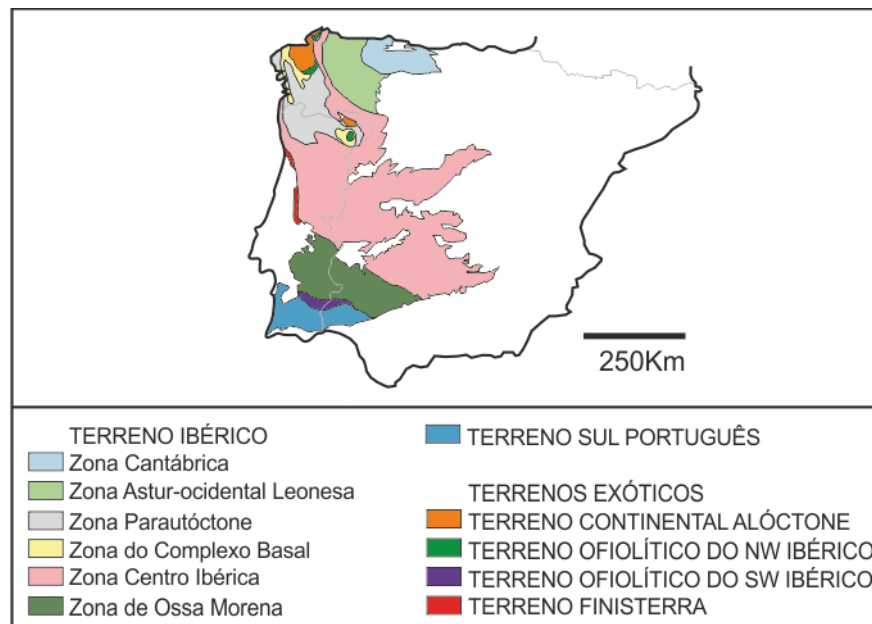 250Km
TERRENO IBÉRICO
Zona Cantábrica
Zona Astur-ocidental Leonesa
Zona Parautóctone
Zona do Complexo Basal
Zona Centro Ibérica
Zona de Ossa Morena
TERRENO SUL PORTUGUÊS
TERRENOS EXÓTICOS
TERRENO CONTINENTAL ALÓCTONE
TERRENO OFIOLÍTICO DO NW IBÉRICO
TERRENO OFIOLÍTICO DO SW IBÉRICO
TERRENO FINISTERRA